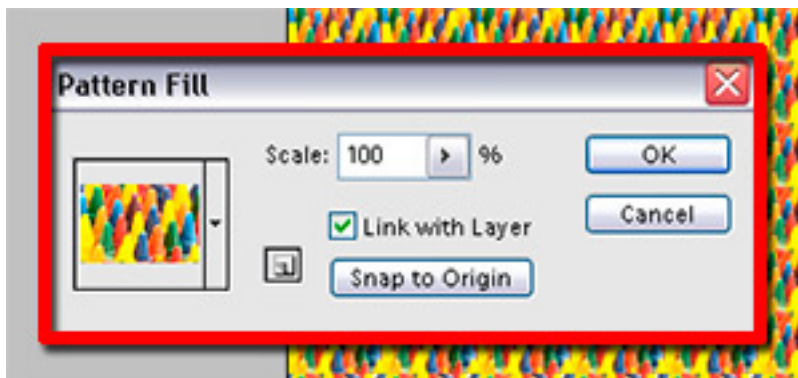 Pattern Fill
Scale: 100 %
OK
Link with Layer
Cancel
Snap to Origin